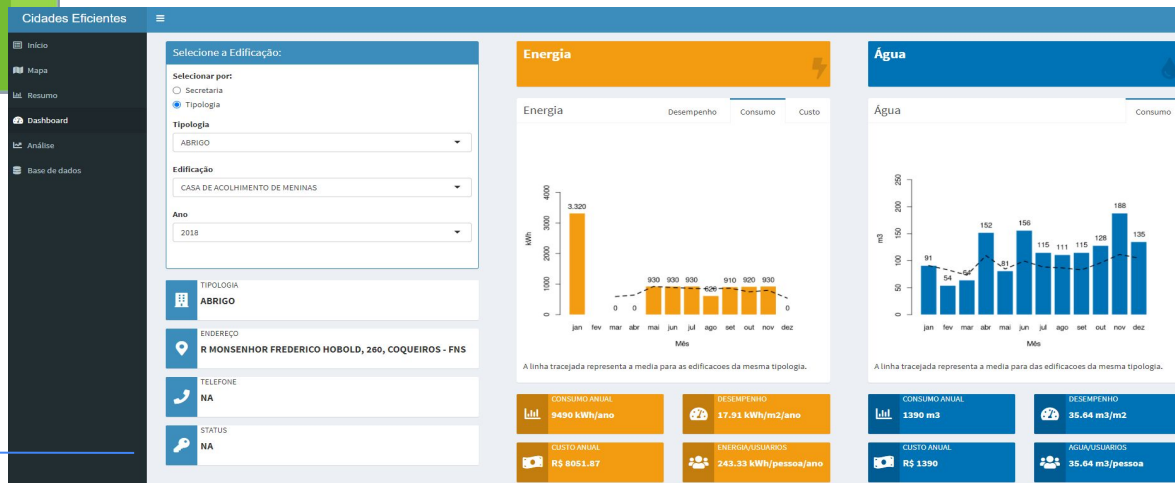 Cidades Eficientes
Início
Mapa
Resumo
Dashboard
Análise
Base de dados
Selecione a Edificação:
Selecionar por:
Secretaria
Tipologia
Tipologia
ABRIGO
Edificação
CASA DE ACOLHIMENTO DE MENINAS
Ano
2018
TIPOLOGIA
ABRIGO
ENDEREÇO
R MONSENHOR FREDERICO HOBOLD, 260, COQUEIROS - FNS
TELEFONE
NA
STATUS
NA
Energia
Energia Desempenho Consumo Custo
kWh
4000
3000
2000
1000
0
3.320 0 0 930 930 930 620 910 920 930 0
jan fev mar abr mai jun jul ago set out nov dez
Mês
A linha tracejada representa a media para as edificacoes da mesma tipologia.
CONSUMO ANUAL
9490 kWh/ano
DESEMPENHO
17.91 kWh/m2/ano
CUSTO ANUAL
R$ 8051.87
ENERGIA/USUARIOS
243.33 kWh/pessoa/ano
Água
Água Consumo
m3
250
200
150
100
50
0
91 54 64 152 81 156 115 111 115 128 188 135
jan fev mar abr mai jun jul ago set out nov dez
Mês
A linha tracejada representa a media para das edificacoes da mesma tipologia.
CONSUMO ANUAL
1390 m3
DESEMPENHO
35.64 m3/m2
CUSTO ANUAL
R$ 1390
AGUA/USUARIOS
35.64 m3/pessoa